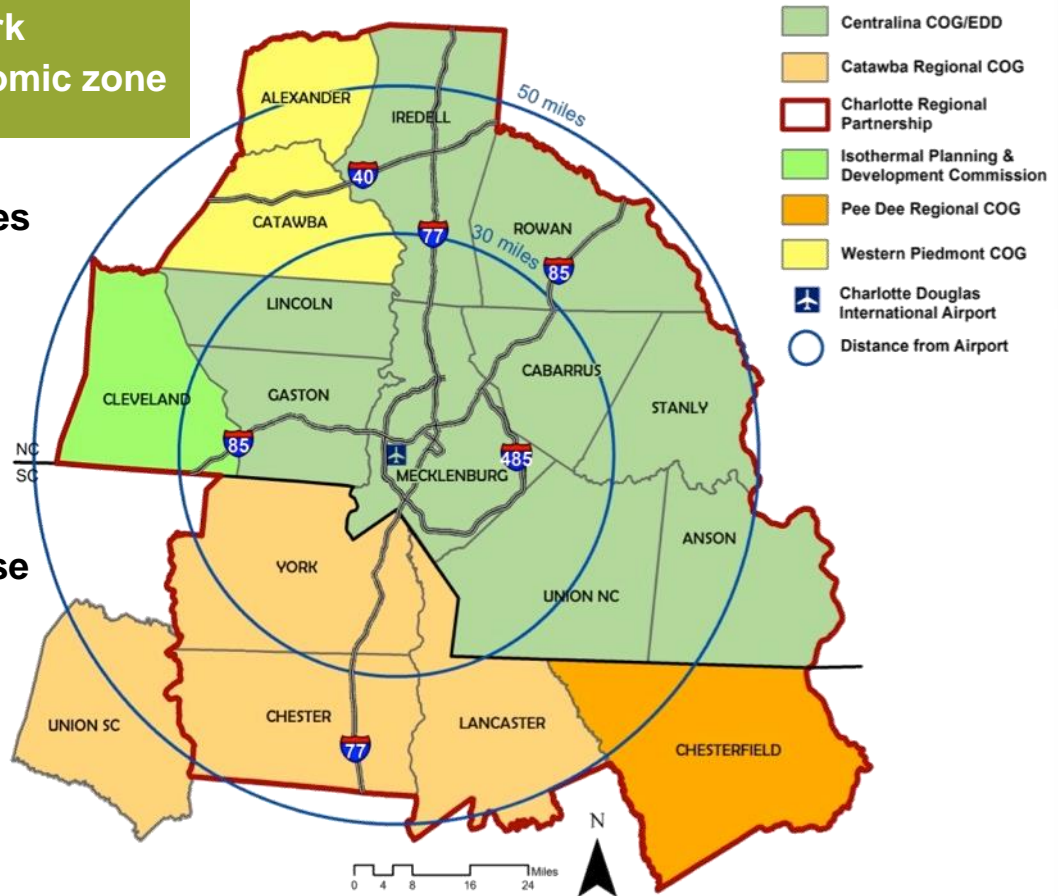 rk
omic zone
es
se
Centralina COG/EDD
Catawba Regional COG
Charlotte Regional
Partnership
Isothermal Planning &
Development Commission
Pee Dee Regional COG
Western Piedmont COG
Charlotte Douglas
International Airport
Distance from Airport
50 miles
ALEXANDER
IREDELL
40
CATAWBA
77
30 miles
ROWAN
85
LINCOLN
CABARRUS
CLEVELAND
GASTON
STANLY
85
NC
SC
485
MECKLENBURG
ANSON
YORK
UNION NC
UNION SC
CHESTER
LANCASTER
77
CHESTERFIELD
N
Miles
0 4 8 16 24